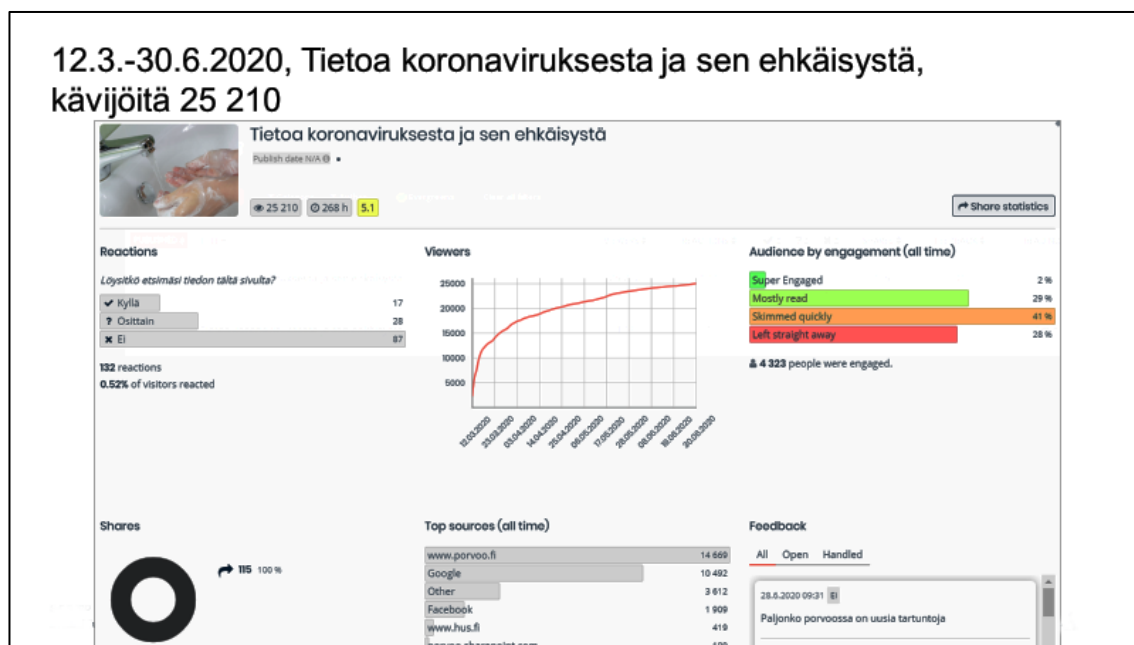 12.3.-30.6.2020, Tietoa koronaviruksesta ja sen ehkäisystä,
kävijöitä 25 210
Tietoa koronaviruksesta ja sen ehkäisystä
Publish date N/A
25 210 268 h 5.1
Share statistics
Reactions
Löysitkö etsimäsi tiedon tältä sivulta?
Kyllä 17
Osittain 28
Ei 87
132 reactions
0.52% of visitors reacted
Viewers
25000
20000
15000
10000
5000
12.03.2020
23.03.2020
03.04.2020
14.04.2020
25.04.2020
06.05.2020
17.05.2020
28.05.2020
08.06.2020
19.06.2020
30.06.2020
Audience by engagement (all time)
Super Engaged 2 %
Mostly read 29 %
Skimmed quickly 41 %
Left straight away 28 %
4 323 people were engaged.
Shares
115 100 %
Top sources (all time)
www.porvoo.fi 14 669
Google 10 492
Other 3 612
Facebook 1 909
www.hus.fi 419
Feedback
All Open Handled
28.6.2020 09:31 Ei
Paljonko porvoossa on uusia tartuntoja